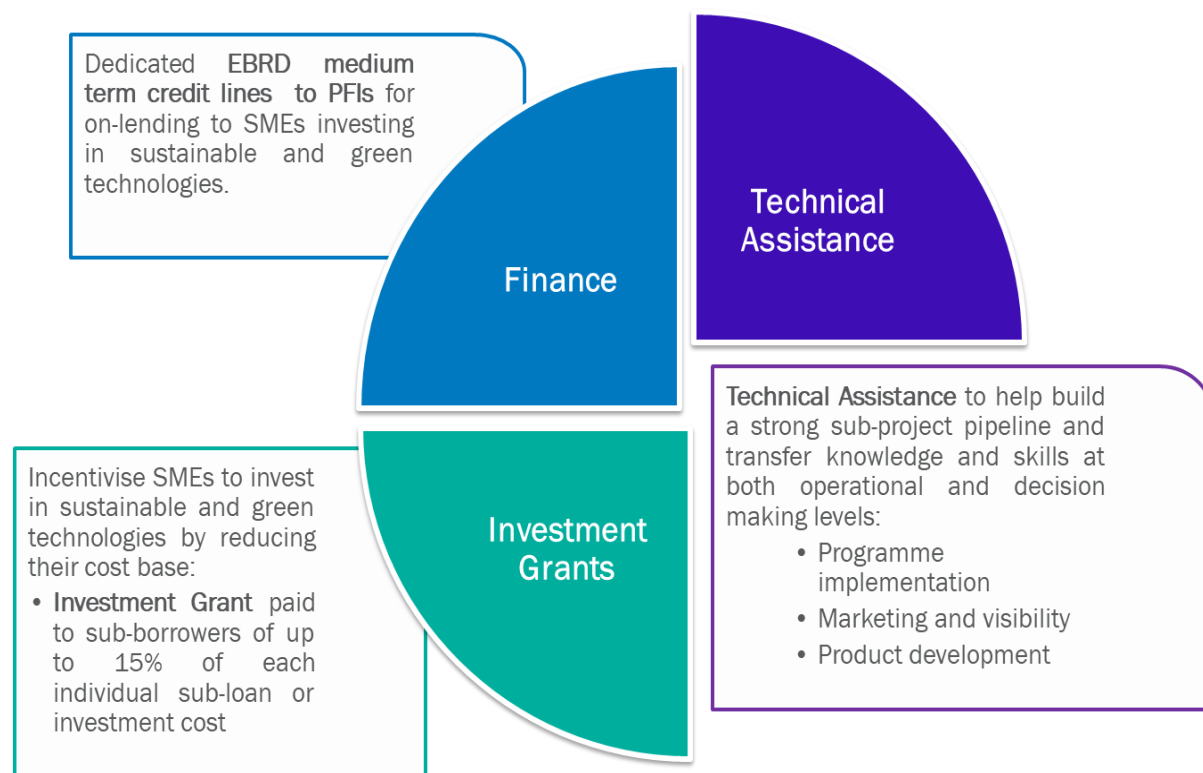 Dedicated EBRD medium
term credit lines to PFIs for
on-lending to SMEs investing
in sustainable and green
technologies.
Finance
Technical
Assistance
Technical Assistance to help build
a strong sub-project pipeline and
transfer knowledge and skills at
both operational and decision
making levels:
• Programme
implementation
• Marketing and visibility
• Product development
Incentivise SMEs to invest
in sustainable and green
technologies by reducing
their cost base:
• Investment Grant paid
to sub-borrowers of up
to 15% of each
individual sub-loan or
investment cost
Investment
Grants